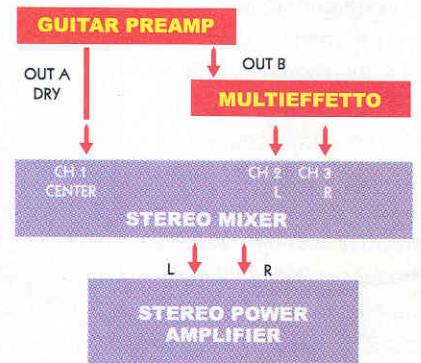 GUITAR PREAMP
OUT A
DRY
OUT B
MULTIEFFETTO
CH 1
CENTER
CH 2
L
CH 3
R
STEREO MIXER
L
R
STEREO POWER
AMPLIFIER